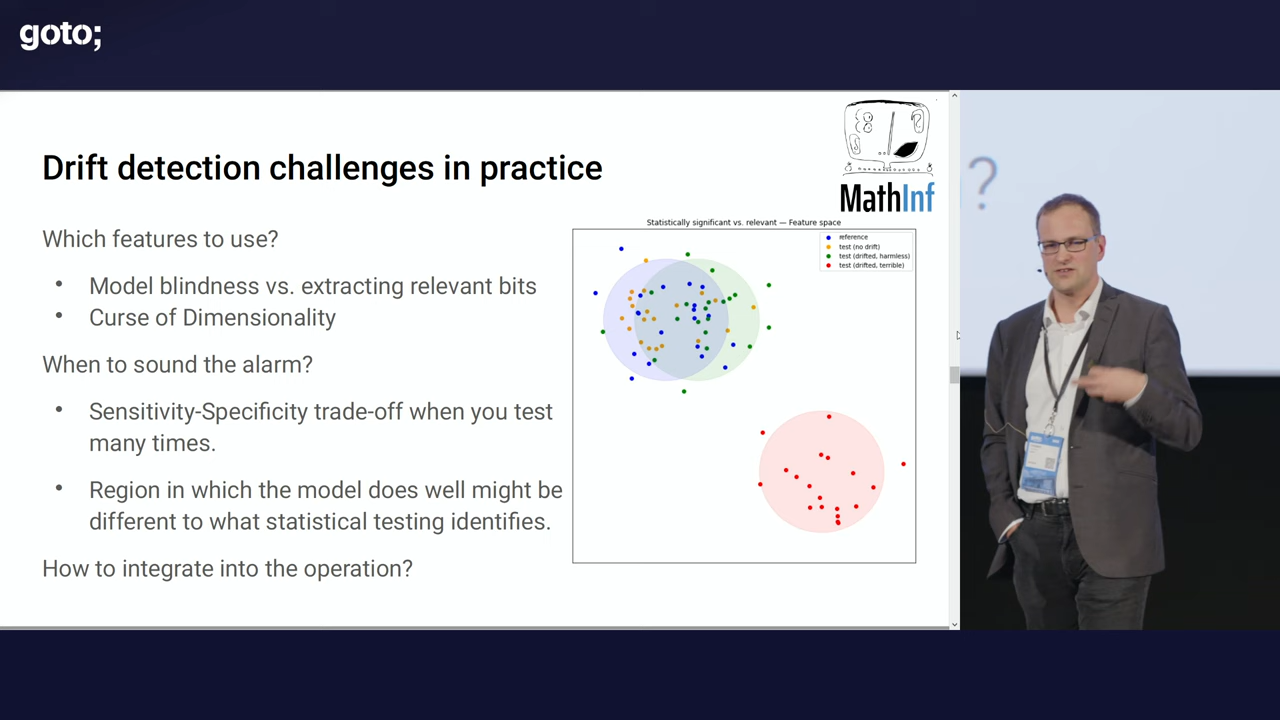 goto;
Drift detection challenges in practice
MathInf
Which features to use?
• Model blindness vs. extracting relevant bits
• Curse of Dimensionality
When to sound the alarm?
• Sensitivity-Specificity trade-off when you test
many times.
• Region in which the model does well might be
different to what statistical testing identifies.
How to integrate into the operation?
Statistically significant vs. relevant — Feature space
reference
test (no drift)
test (drifted, harmless)
test (drifted, terrible)
?